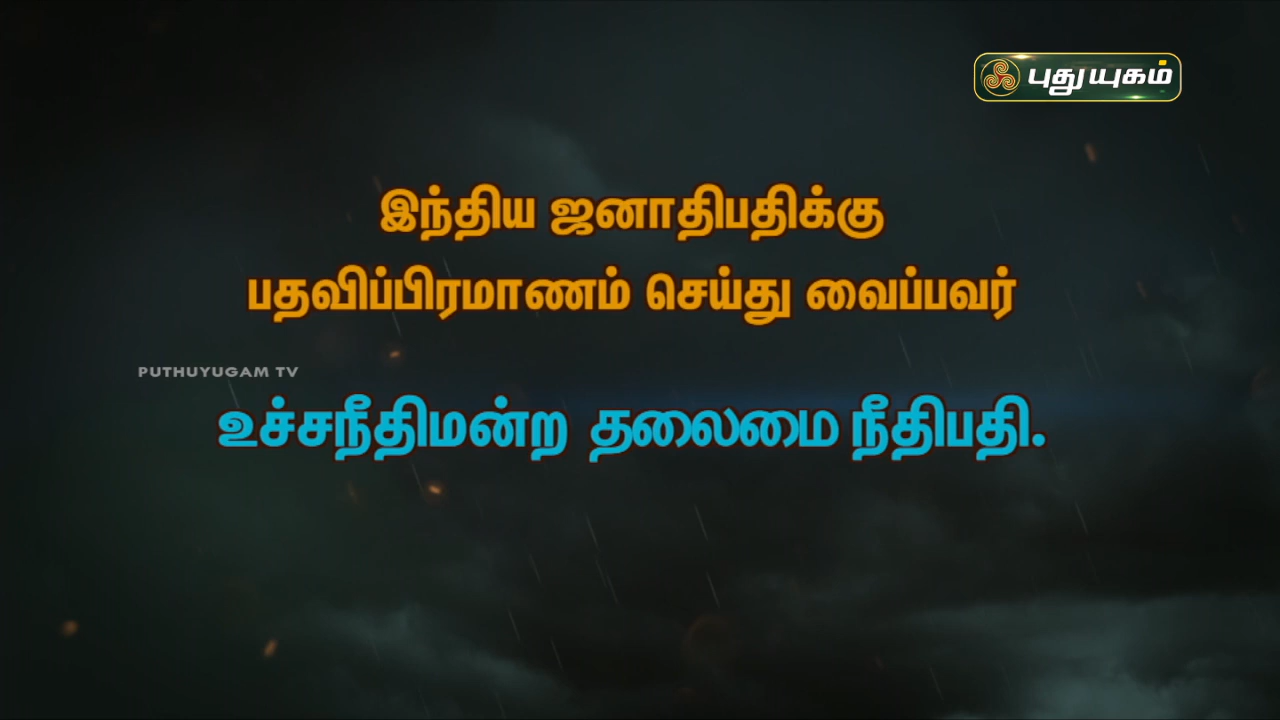 புதுயுகம்
இந்திய ஜனாதிபதிக்கு
பதவிப்பிரமாணம் செய்து வைப்பவர்
PUTHUYUGAM TV
உச்சநீதிமன்ற தலைமை நீதிபதி.